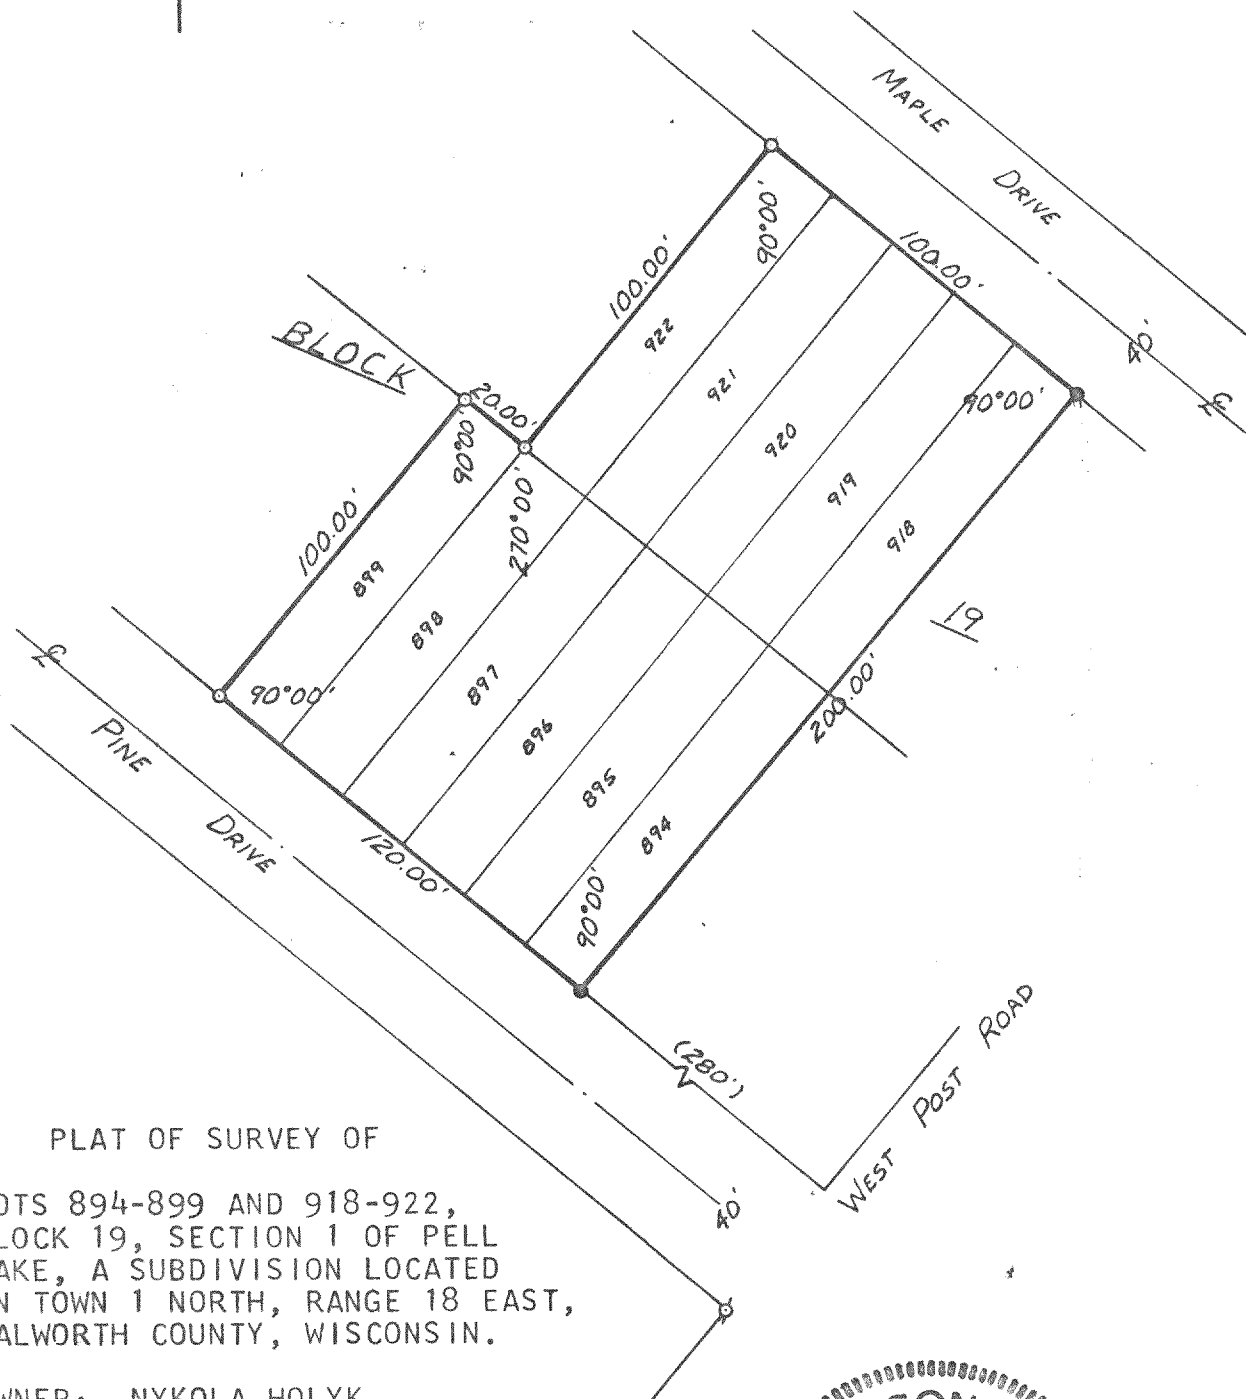 MAPLE DRIVE
100.00'
90°00'
100.00'
40'
BLOCK
20.00'
922
921
920
919
918
90°00'
90°00'
270°00'
100.00'
899
898
897
896
895
894
19
200.00'
90°00'
PINE DRIVE
120.00'
90°00'
(280')
WEST POST ROAD
40'
PLAT OF SURVEY OF
OTS 894-899 AND 918-922,
LOCK 19, SECTION 1 OF PELL
AKE, A SUBDIVISION LOCATED
N TOWN 1 NORTH, RANGE 18 EAST,
ALWORTH COUNTY, WISCONSIN.
WNER: NYKOLA HOLYK